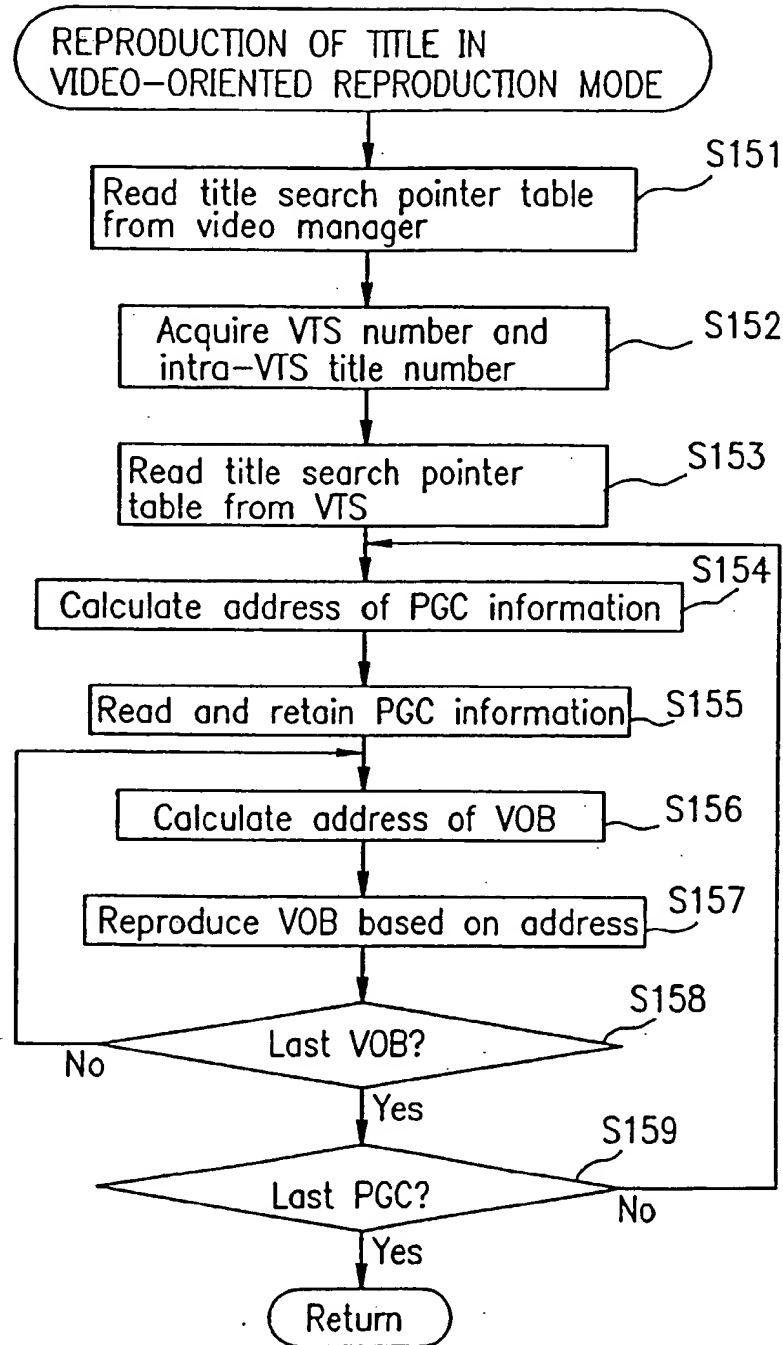 REPRODUCTION OF TITLE IN
VIDEO-ORIENTED REPRODUCTION MODE
S151
Read title search pointer table
from video manager
S152
Acquire VTS number and
intra-VTS title number
S153
Read title search pointer
table from VTS
S154
Calculate address of PGC information
Read and retain PGC information
S155
Calculate address of VOB
S156
Reproduce VOB based on address
S157
S158
Last VOB?
No
Yes
S159
Last PGC?
No
Yes
Return